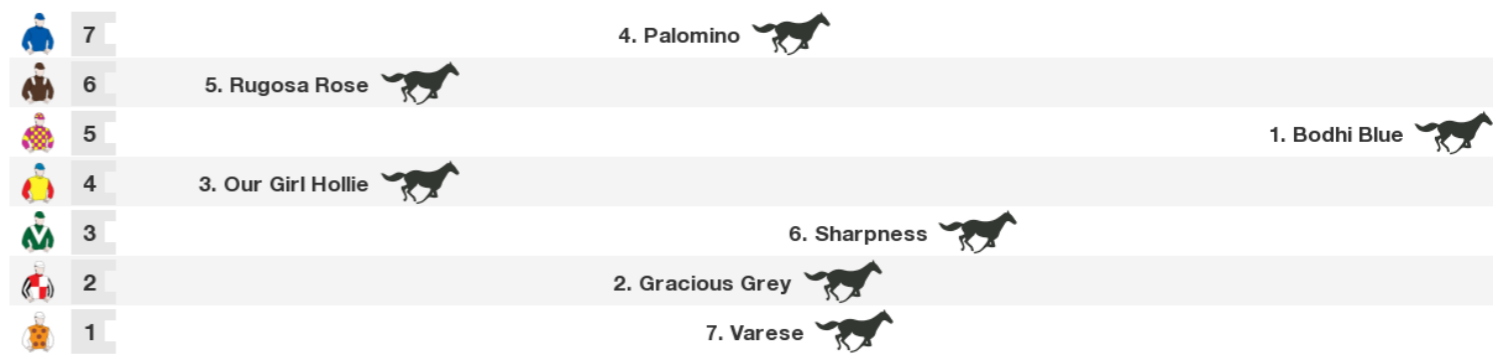 7 4. Palomino
6 5. Rugosa Rose
5 1. Bodhi Blue
4 3. Our Girl Hollie
3 6. Sharpness
2 2. Gracious Grey
1 7. Varese